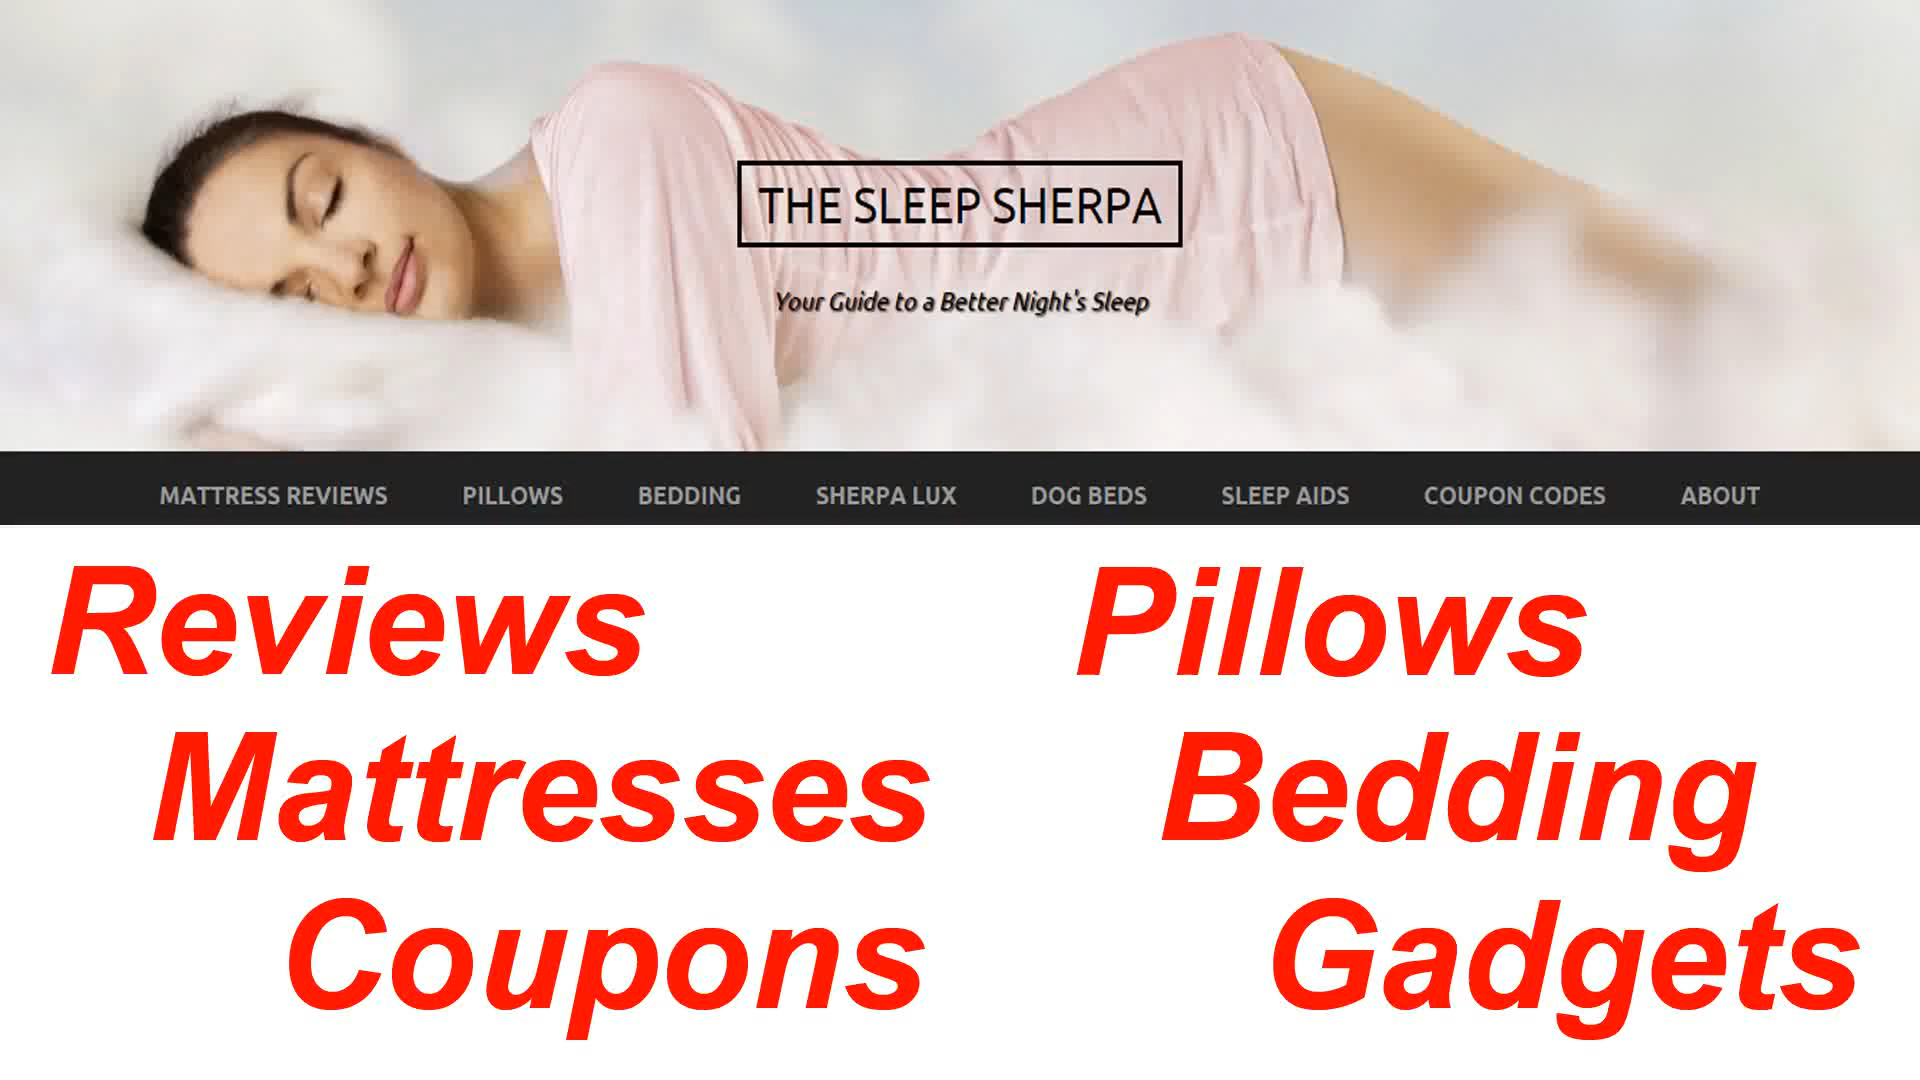 THE SLEEP SHERPA
Your Guide to a Better Night's Sleep
MATTRESS REVIEWS PILLOWS BEDDING SHERPA LUX DOG BEDS SLEEP AIDS COUPON CODES ABOUT
Reviews Pillows
Mattresses Bedding
Coupons Gadgets